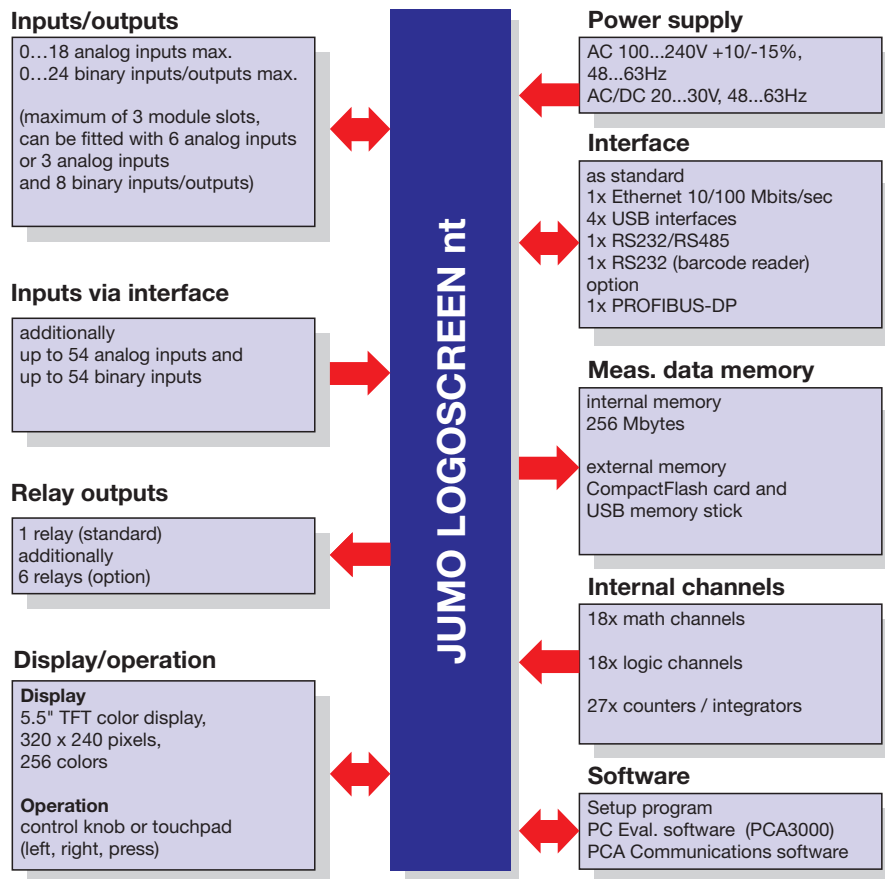 Inputs/outputs
0…18 analog inputs max.
0…24 binary inputs/outputs max.
(maximum of 3 module slots,
can be fitted with 6 analog inputs
or 3 analog inputs
and 8 binary inputs/outputs)
Inputs via interface
additionally
up to 54 analog inputs and
up to 54 binary inputs
Relay outputs
1 relay (standard)
additionally
6 relays (option)
Display/operation
Display
5.5" TFT color display,
320 x 240 pixels,
256 colors
Operation
control knob or touchpad
(left, right, press)
JUMO LOGOSCREEN nt
Power supply
AC 100...240V +10/-15%,
48...63Hz
AC/DC 20...30V, 48...63Hz
Interface
as standard
1x Ethernet 10/100 Mbits/sec
4x USB interfaces
1x RS232/RS485
1x RS232 (barcode reader)
option
1x PROFIBUS-DP
Meas. data memory
internal memory
256 Mbytes
external memory
CompactFlash card and
USB memory stick
Internal channels
18x math channels
18x logic channels
27x counters / integrators
Software
Setup program
PC Eval. software (PCA3000)
PCA Communications software